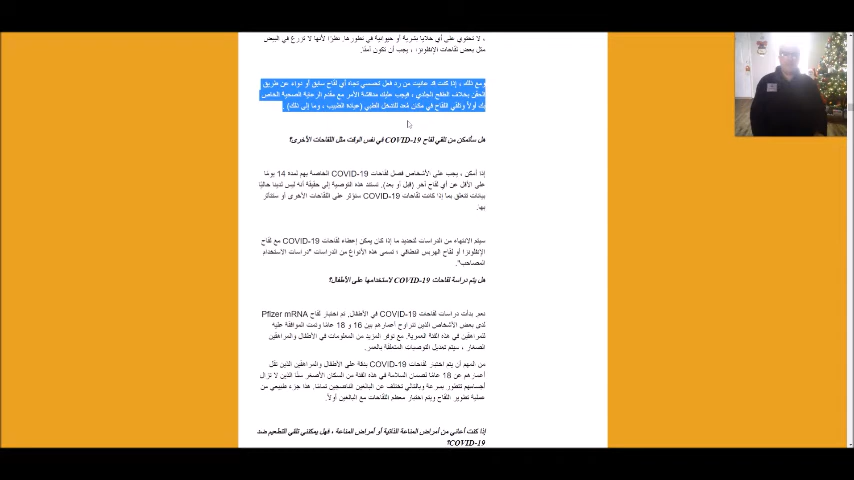 ، لا تحتوي على أي خلايا بشرية أو حيوانية في تطورها. نظرًا لأنها لا تزرع في البيض
مثل بعض لقاحات الإنفلونزا، يجب أن تكون آمنًا.
ومع ذلك ، إذا كنت قد عانيت من رد فعل تحسسي تجاه أي لقاح سابق أو دواء عن طريق
الحقن بخلاف الطفح الجلدي ، فيجب عليك مناقشة الأمر مع مقدم الرعاية الصحية الخاص
بك أولاً وتلقي اللقاح في مكان مُعد للتدخل الطبي (عيادة الطبيب ، وما إلى ذلك) .
هل سأتمكن من تلقي لقاح COVID-19 في نفس الوقت مثل اللقاحات الأخرى؟
إذا أمكن ، يجب على الأشخاص فصل لقاحات COVID-19 الخاصة بهم لمدة 14 يومًا
على الأقل عن أي لقاح آخر (قبل أو بعد). تستند هذه التوصية إلى حقيقة أنه ليس لدينا حاليًا
بيانات تتعلق بما إذا كانت لقاحات COVID-19 ستؤثر على اللقاحات الأخرى أو ستتأثر
بها.
سيتم الانتهاء من الدراسات لتحديد ما إذا كان يمكن إعطاء لقاحات COVID-19 مع لقاح
الإنفلونزا أو لقاح الهربس النطاقي ؛ تسمى هذه الأنواع من الدراسات "دراسات الاستخدام
المصاحب".
هل يتم دراسة لقاحات COVID-19 لاستخدامها على الأطفال؟
نعم. بدأت دراسات لقاحات COVID-19 في الأطفال. تم اختبار لقاح Pfizer mRNA
لدى بعض الأشخاص الذين تتراوح أعمارهم بين 16 و 18 عامًا وتمت الموافقة عليه
للمراهقين في هذه الفئة العمرية. مع توفر المزيد من المعلومات في الأطفال والمراهقين
الصغار ، سيتم تعديل التوصيات المتعلقة بالعمر.
من المهم أن يتم اختبار لقاحات COVID-19 بدقة على الأطفال والمراهقين الذين تقل
أعمارهم عن 18 عامًا لضمان السلامة في هذه الفئة من السكان الأصغر سنًا الذين لا تزال
أجسامهم تتطور بسرعة وبالتالي تختلف عن البالغين الناضجين تمامًا. هذا جزء طبيعي من
عملية تطوير اللقاح ويتم اختبار معظم اللقاحات مع البالغين أولاً.
إذا كنت أعاني من أمراض المناعة الذاتية أو أمراض المناعة ، فهل يمكنني تلقي التطعيم ضد
COVID-19؟